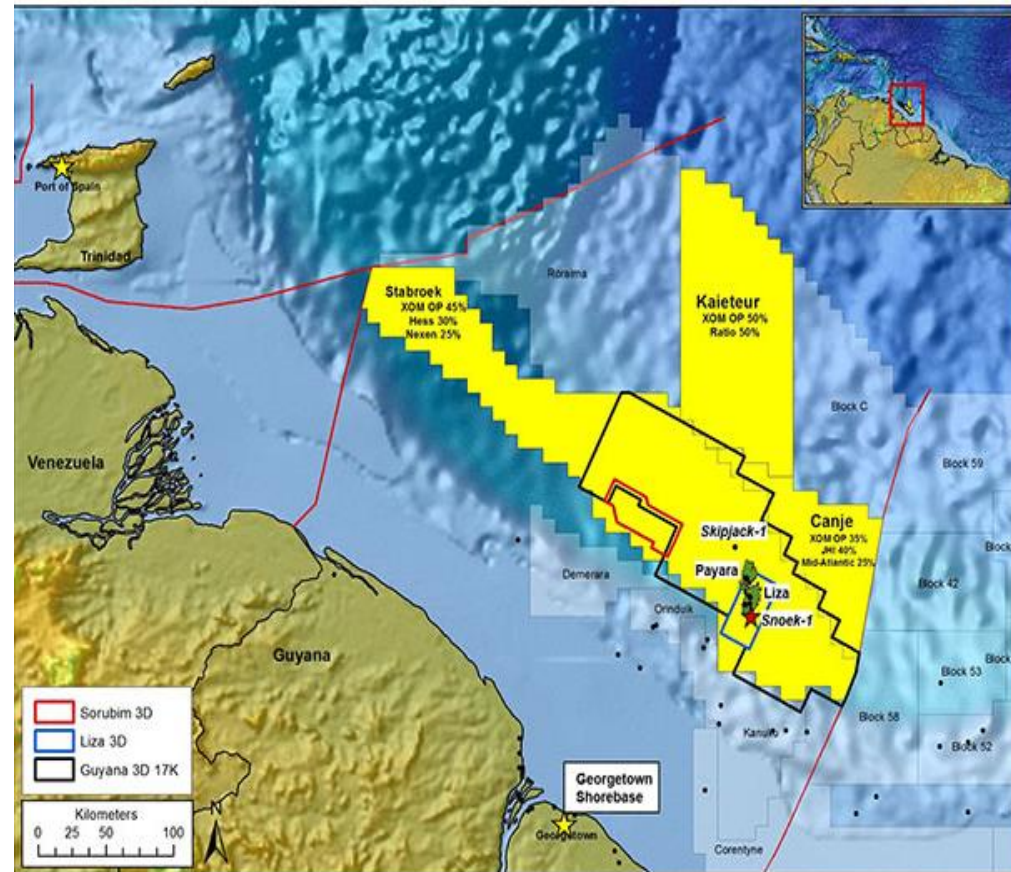 Port of Spain
Trinidad
Stabroek
XOM OP 45%
Hess 30%
Nexen 25%
Roraima
Kaieteur
XOM OP 50%
Ratio 50%
Block C
Block 59
Venezuela
Canje
XOM OP 35%
JHI 40%
Mid-Atlantic 25%
Skipjack-1
Block
Payara
Liza
Snoek-1
Demerara
Orinduik
Block 42
Guyana
Block 53
Block
Block 58
Kanuku
Block 52
Sorubim 3D
Liza 3D
Guyana 3D 17K
Kilometers
0 25 50 100
N
Georgetown
Shorebase
Georgetown
Corentyne